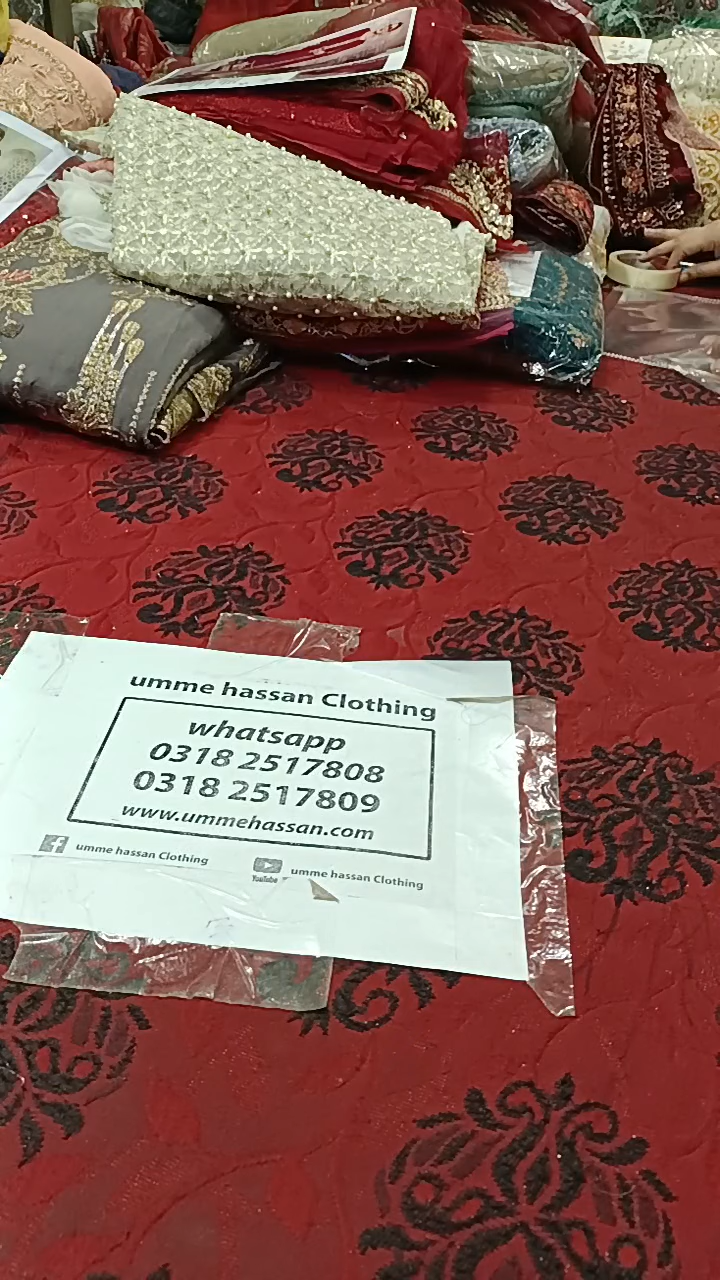 umme hassan Clothing
whatsapp
0318 2517808
0318 2517809
www.ummehassan.com
umme hassan Clothing
YouTube
umme hassan Clothing